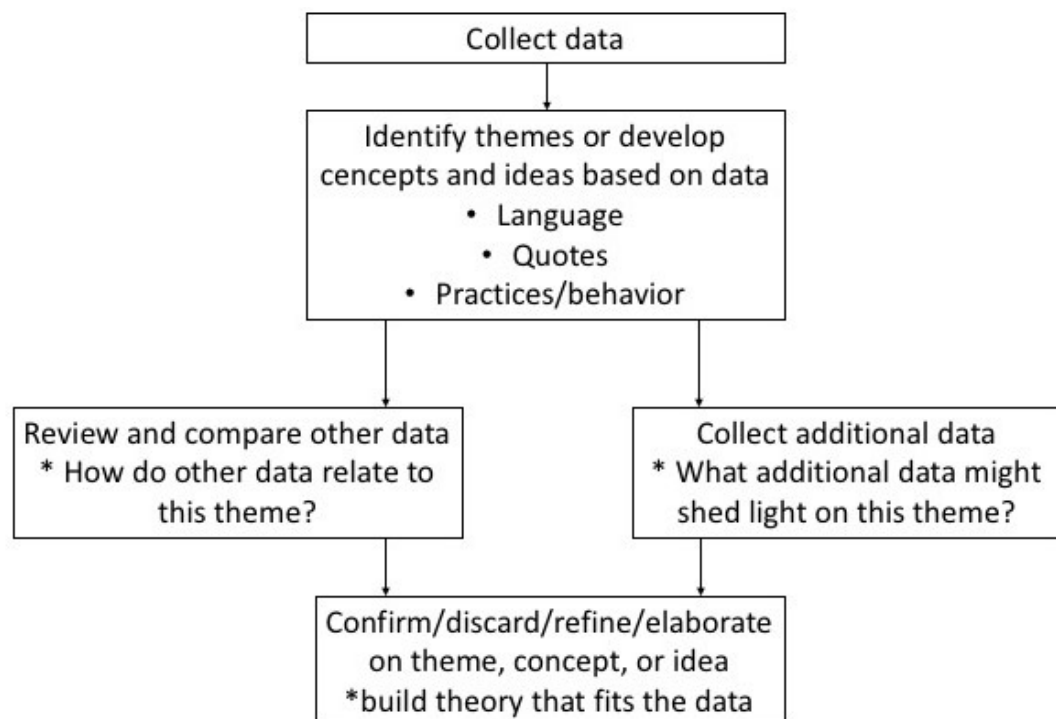 Collect data
Identify themes or develop
cencepts and ideas based on data
• Language
• Quotes
• Practices/behavior
Review and compare other data
* How do other data relate to
this theme?
Collect additional data
* What additional data might
shed light on this theme?
Confirm/discard/refine/elaborate
on theme, concept, or idea
*build theory that fits the data